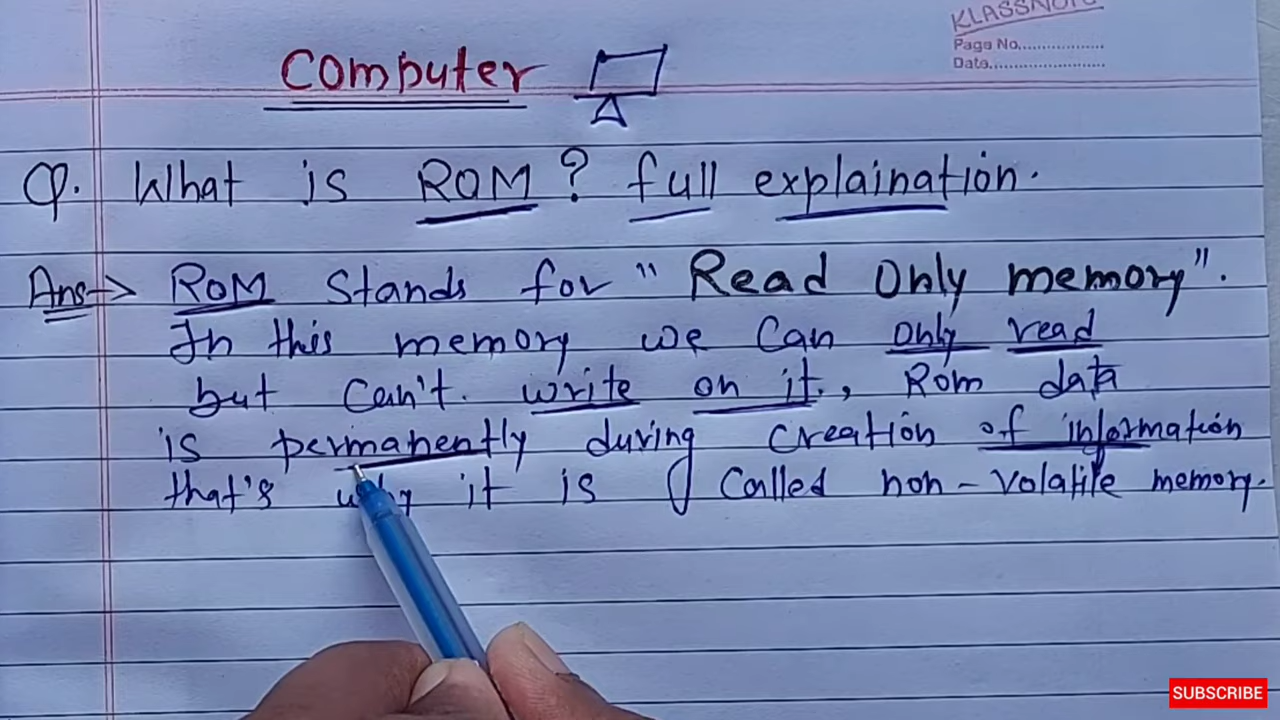 KLASSNOTE
Page No.
Date.
Computer
Q. What is ROM? full explaination.
Ans→ ROM Stands for "Read Only memory".
In this memory we can only read
but can't. write on it., Rom data
is permanently during creation of information
that's why it is called non-volatile memory.
SUBSCRIBE